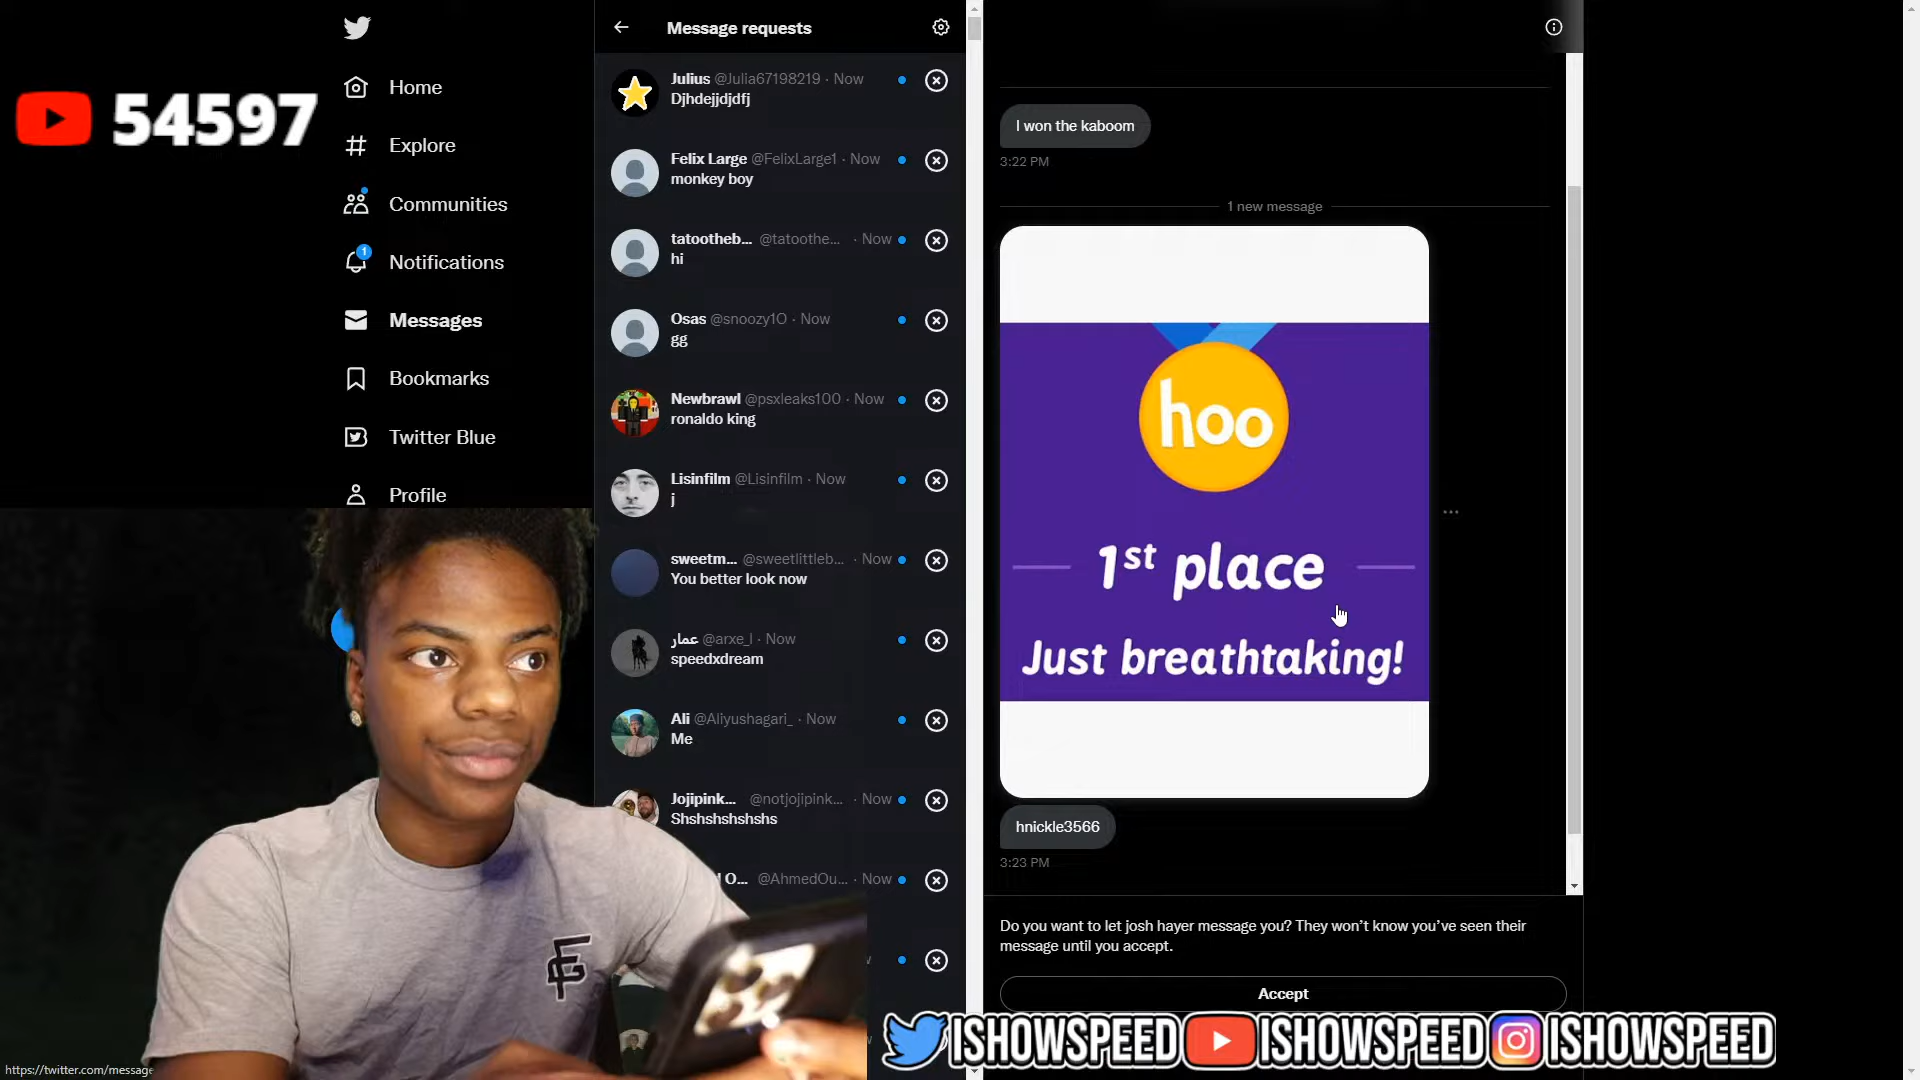 54597
Home
Explore
Communities
1
Notifications
Messages
Bookmarks
Twitter Blue
Profile
Message requests
Julius @Julia67198219 · Now
Djhdejjdjdfj
Felix Large @FelixLarge1 · Now
monkey boy
tatootheb... @tatoothe... · Now
hi
Osas @snoozy1O · Now
gg
Newbrawl @psxleaks100 · Now
ronaldo king
Lisinfilm @Lisinfilm · Now
j
sweetm... @sweetlittleb... · Now
You better look now
عمار @arxe_l · Now
speedxdream
Ali @Aliyushagari_ · Now
Me
Jojipink... @notjojipink... · Now
Shshshshshshs
O... @AhmedOu... · Now
I won the kaboom
3:22 PM
1 new message
hoo
1st place
Just breathtaking!
hnickle3566
3:23 PM
Do you want to let josh hayer message you? They won't know you've seen their
message until you accept.
Accept
ISHOWSPEED ISHOWSPEED ISHOWSPEED
https://twitter.com/message